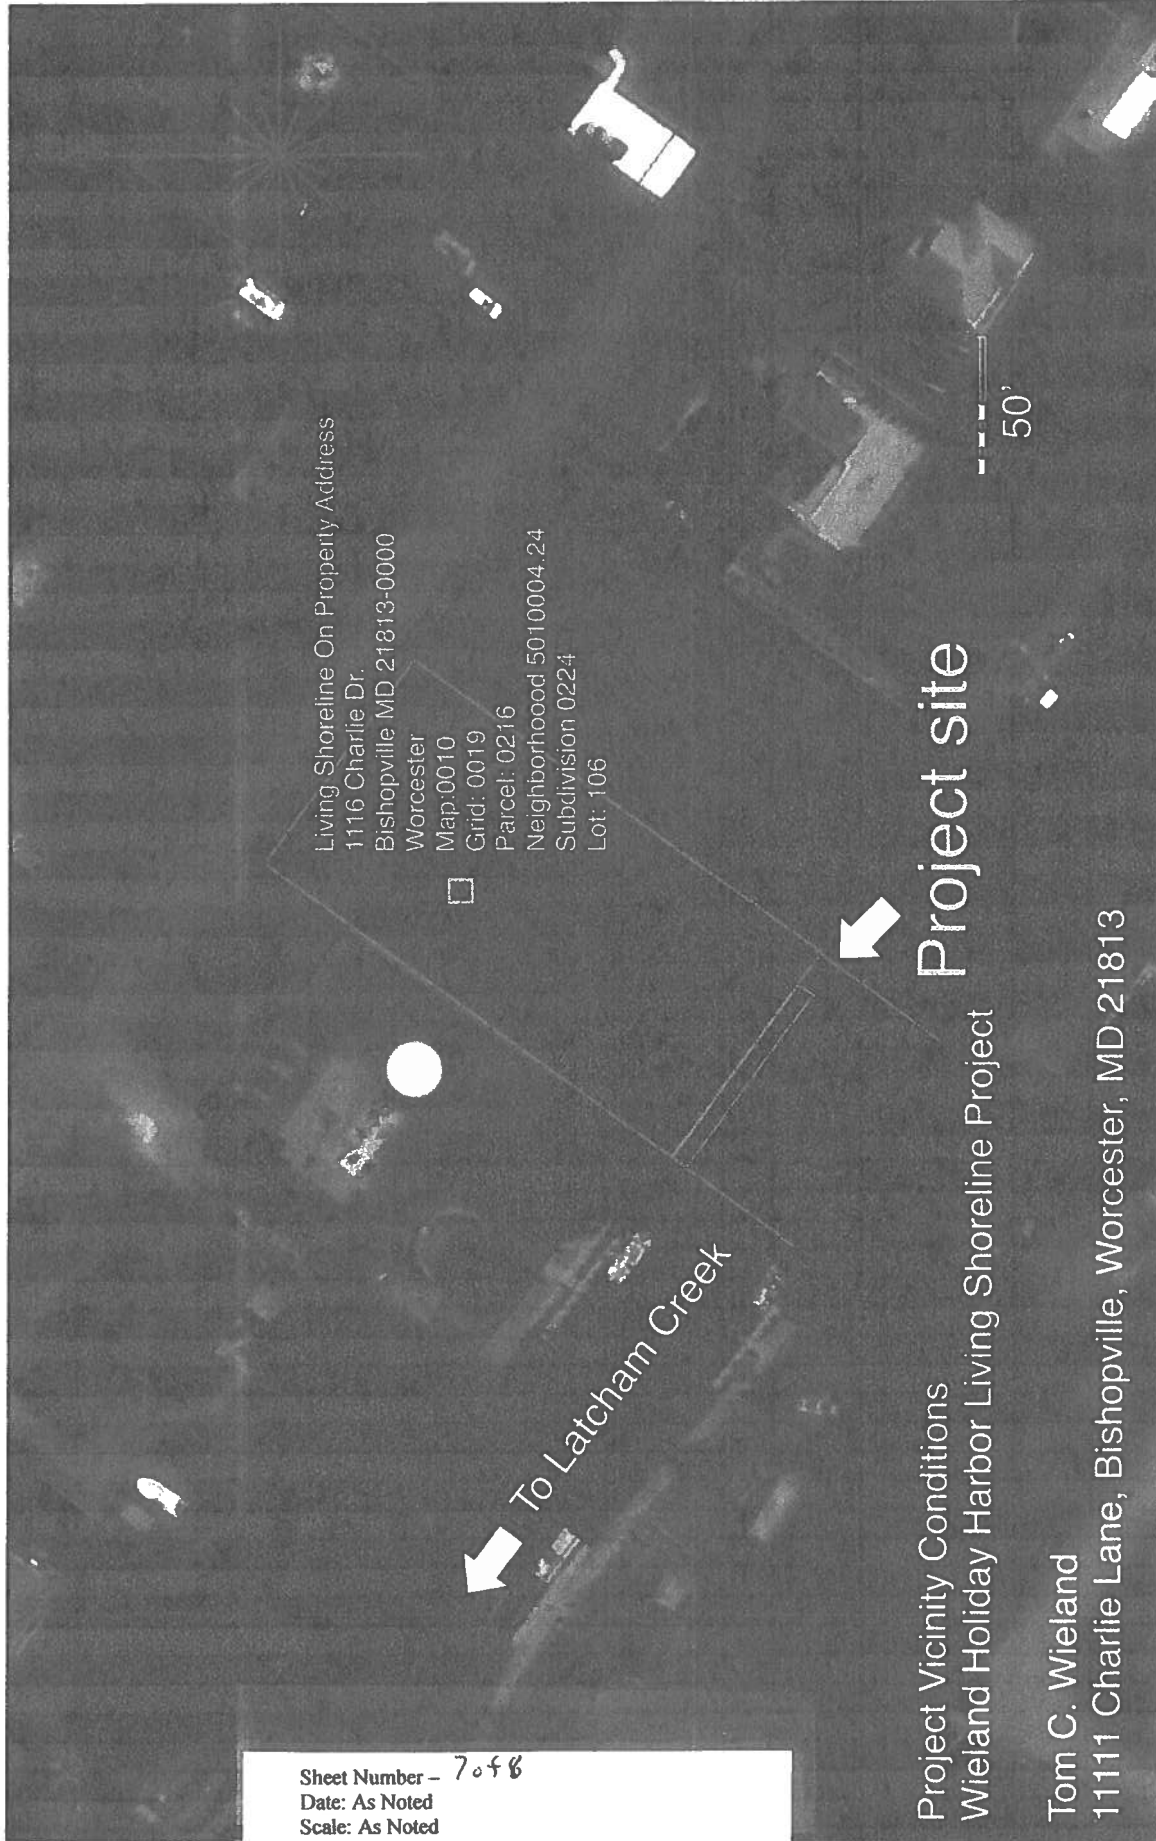 Living Shoreline On Property Address
1116 Charlie Dr.
Bishopville MD 21813-0000
Worcester
Map:0010
Grid: 0019
Parcel: 0216
Neighborhoood 5010004.24
Subdivision 0224
Lot: 106
50'
Project site
To Latcham Creek
Project Vicinity Conditions
Wieland Holiday Harbor Living Shoreline Project
Tom C. Wieland
11111 Charlie Lane, Bishopville, Worcester, MD 21813
Sheet Number – 7 of 8
Date: As Noted
Scale: As Noted